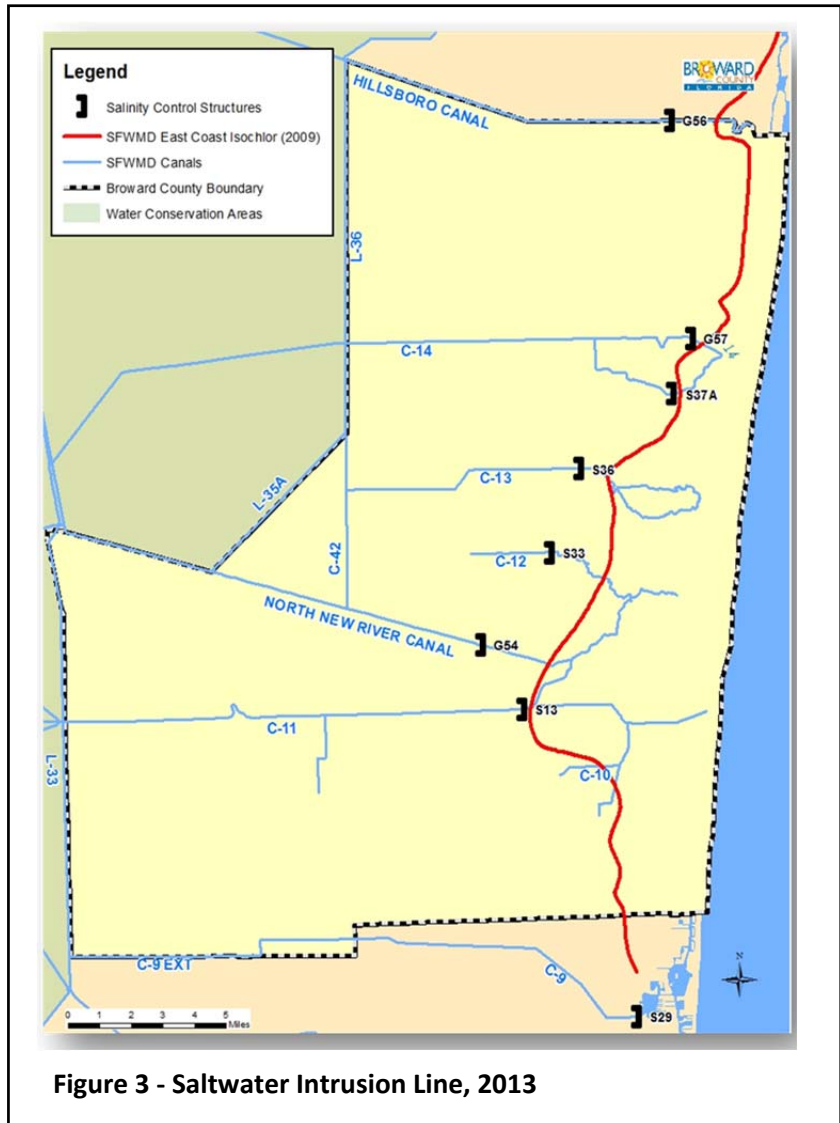 Legend
Salinity Control Structures
SFWMD East Coast Isochlor (2009)
SFWMD Canals
Broward County Boundary
Water Conservation Areas
BROWARD
COUNTY
FLORIDA
HILLSBORO CANAL
G56
L-36
G57
C-14
S37A
S36
C-13
L-35A
S33
C-12
C-42
NORTH NEW RIVER CANAL
G54
S13
C-11
L-33
C-10
C-9 EXT
C-9
N
0 1 2 3 4 5
Miles
S29
Figure 3 - Saltwater Intrusion Line, 2013